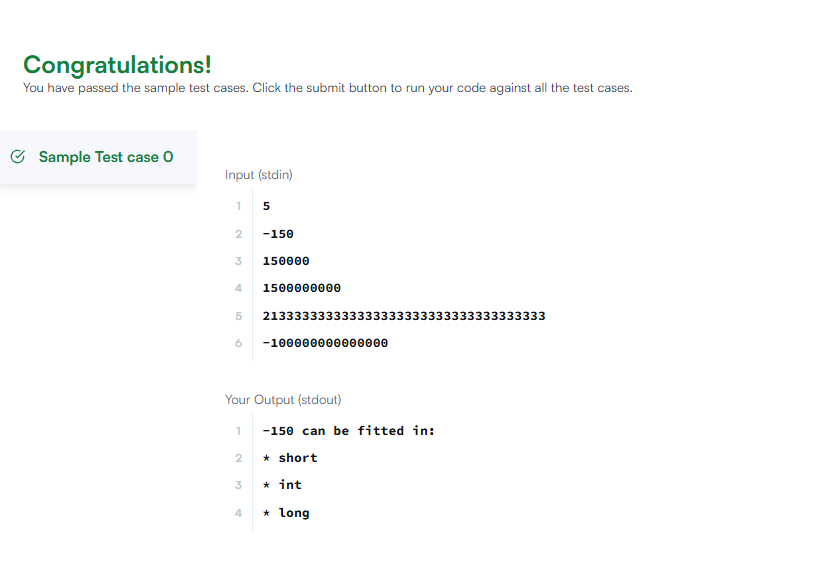 Congratulations!
You have passed the sample test cases. Click the submit button to run your code against all the test cases.
Sample Test case 0
Input (stdin)
1 5
2 -150
3 150000
4 1500000000
5 213333333333333333333333333333333333
6 -100000000000000
Your Output (stdout)
1 -150 can be fitted in:
2 * short
3 * int
4 * long